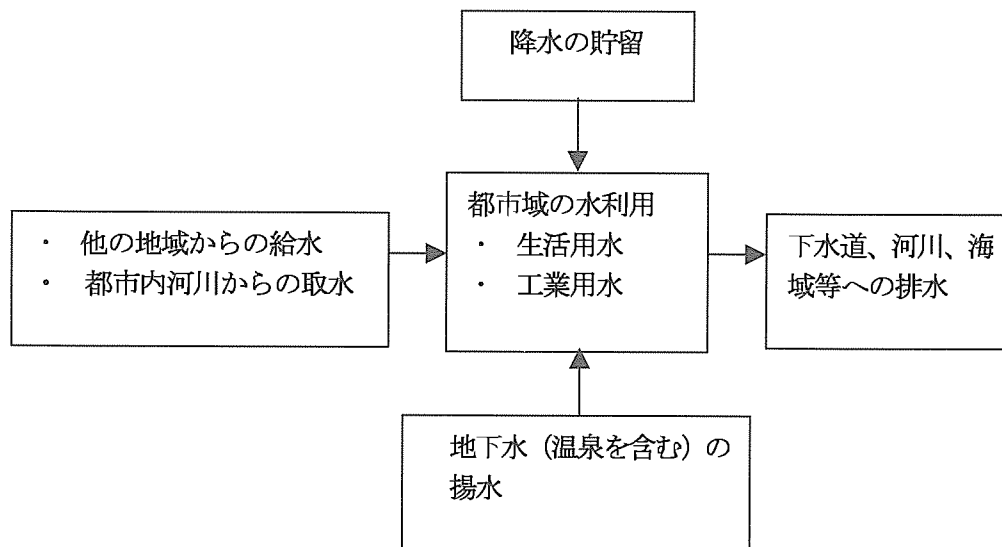 降水の貯留
都市域の水利用
・ 生活用水
・ 工業用水
・ 他の地域からの給水
・ 都市内河川からの取水
下水道、河川、海
域等への排水
地下水（温泉を含む）の
揚水